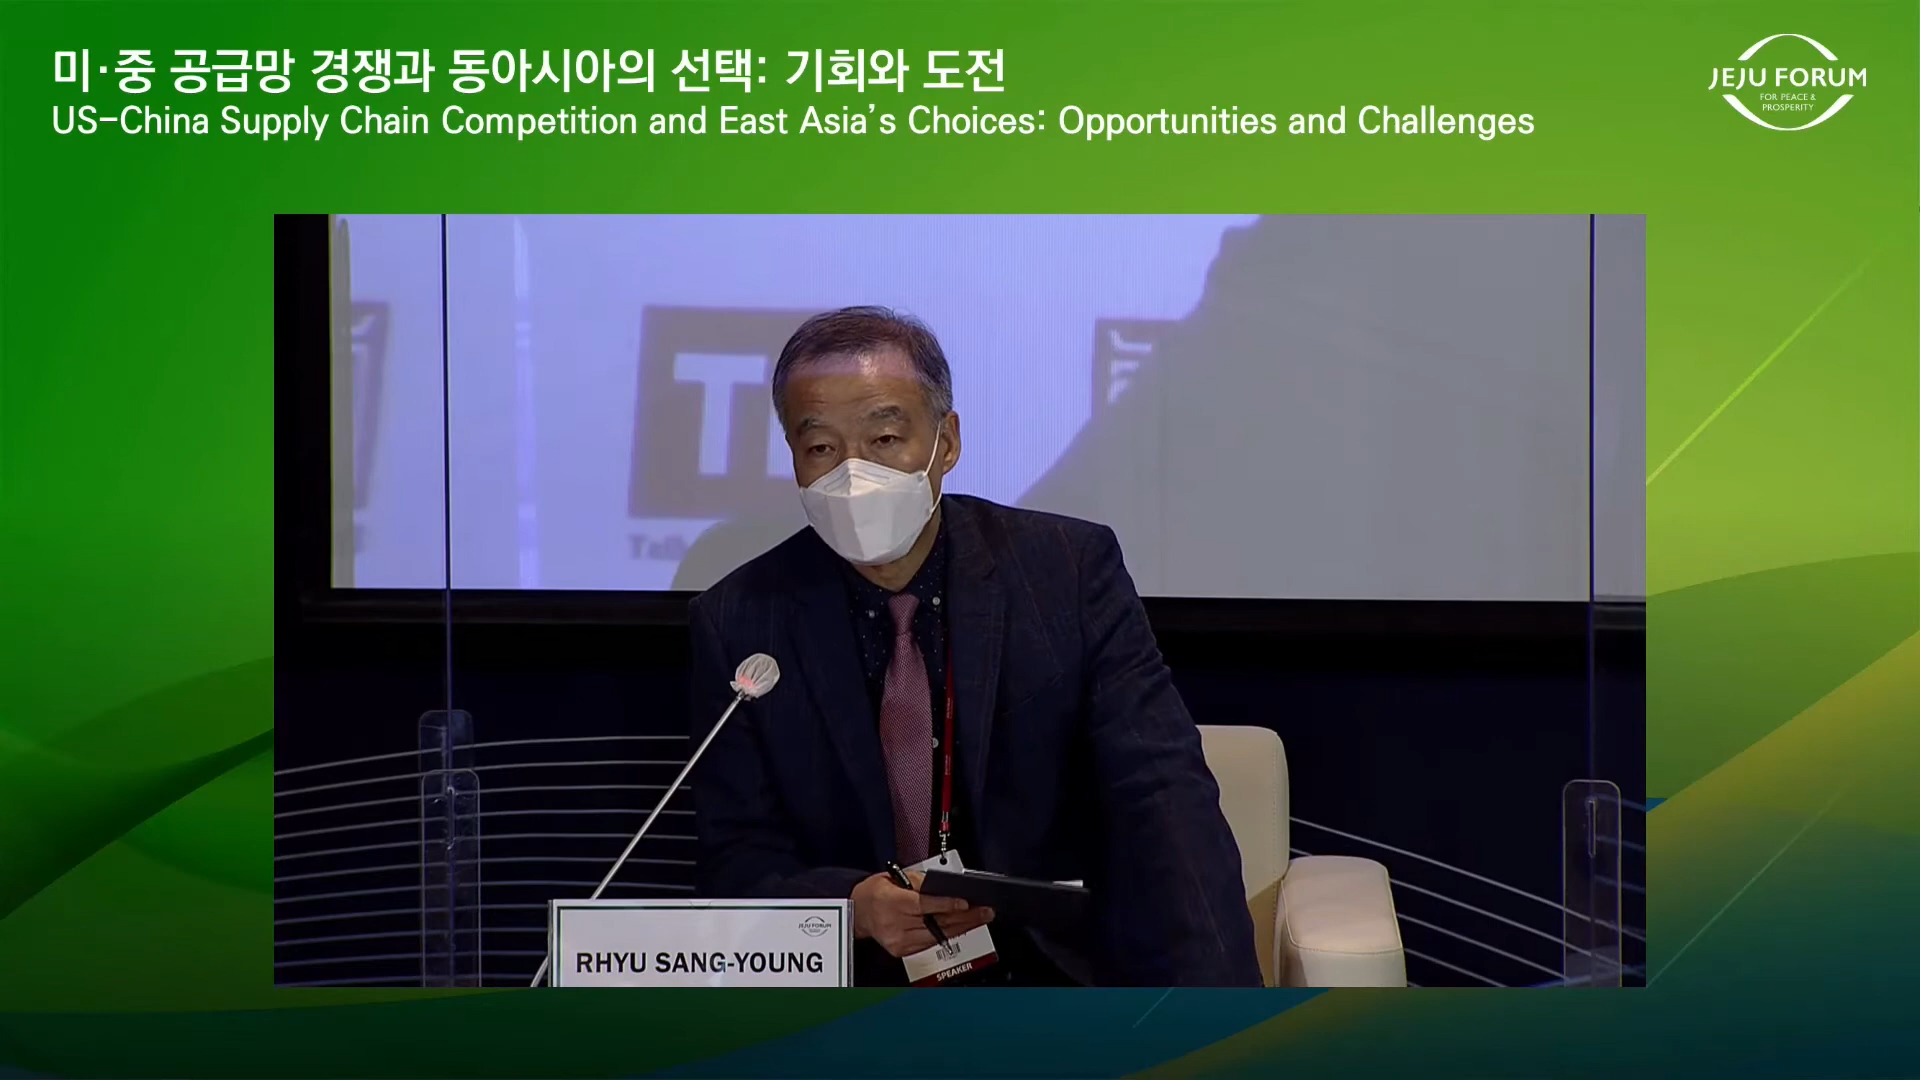 미·중 공급망 경쟁과 동아시아의 선택: 기회와 도전
US-China Supply Chain Competition and East Asia's Choices: Opportunities and Challenges
JEJU FORUM
FOR PEACE &
PROSPERITY
JEJU FORUM
RHYU SANG-YOUNG
SPEAKER